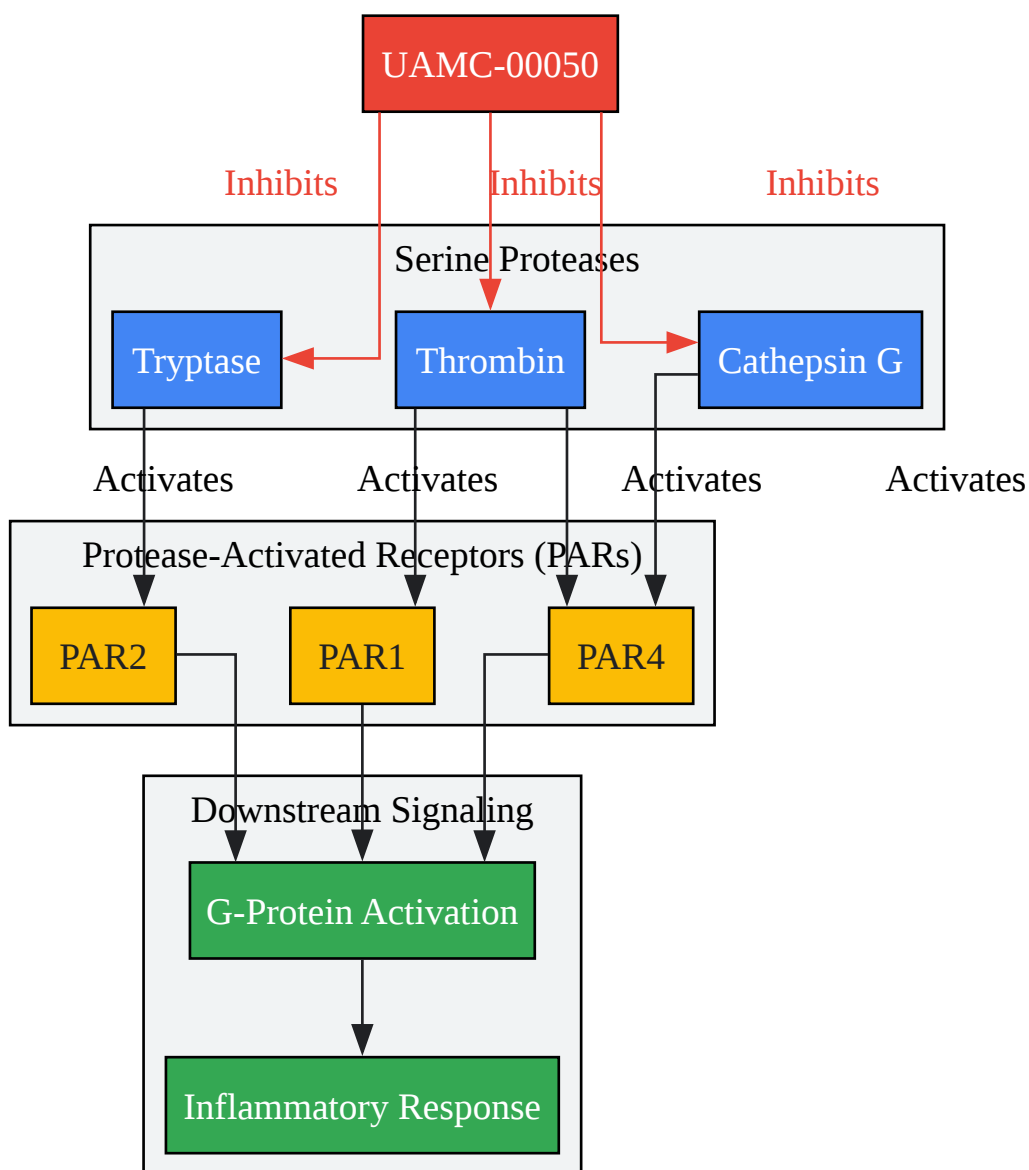 UAMC-00050
Inhibits
Inhibits
Inhibits
Serine Proteases
Tryptase
Thrombin
Cathepsin G
Activates
Activates
Activates
Activates
Protease-Activated Receptors (PARs)
PAR2
PAR1
PAR4
Downstream Signaling
G-Protein Activation
Inflammatory Response